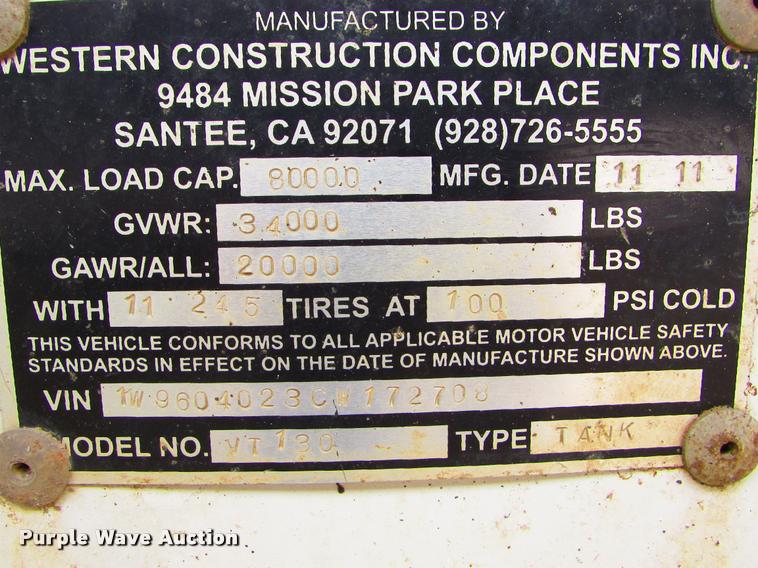 MANUFACTURED BY
WESTERN CONSTRUCTION COMPONENTS INC.
9484 MISSION PARK PLACE
SANTEE, CA 92071 (928)726-5555
MAX. LOAD CAP. 80000 MFG. DATE 11 11
GVWR: 34000 LBS
GAWR/ALL: 20000 LBS
WITH 11 245 TIRES AT 100 PSI COLD
THIS VEHICLE CONFORMS TO ALL APPLICABLE MOTOR VEHICLE SAFETY
STANDARDS IN EFFECT ON THE DATE OF MANUFACTURE SHOWN ABOVE.
VIN 1W9604023CW172708
MODEL NO. VT130 TYPE TANK
Purple Wave Auction